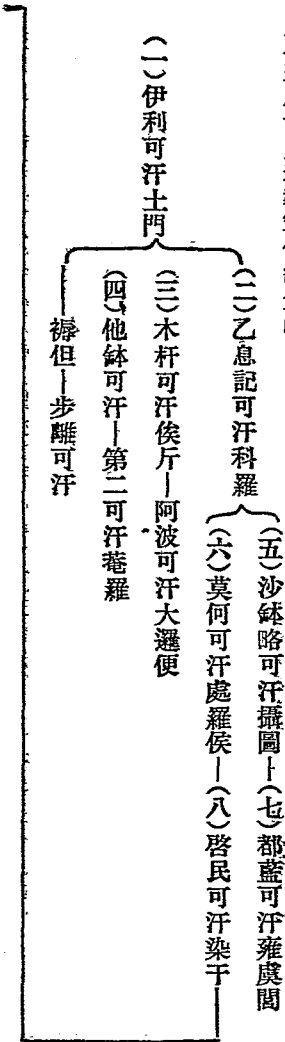 (一)伊利可汗土門
(二)乙息記可汗科羅
(五)沙鉢略可汗攝圖—(七)都藍可汗雍虞閭
(六)莫何可汗處羅侯—(八)啓民可汗染干
(三)木杆可汗俟斤—阿波可汗大邏便
(四)他鉢可汗—第二可汗菴羅
褥但—步離可汗